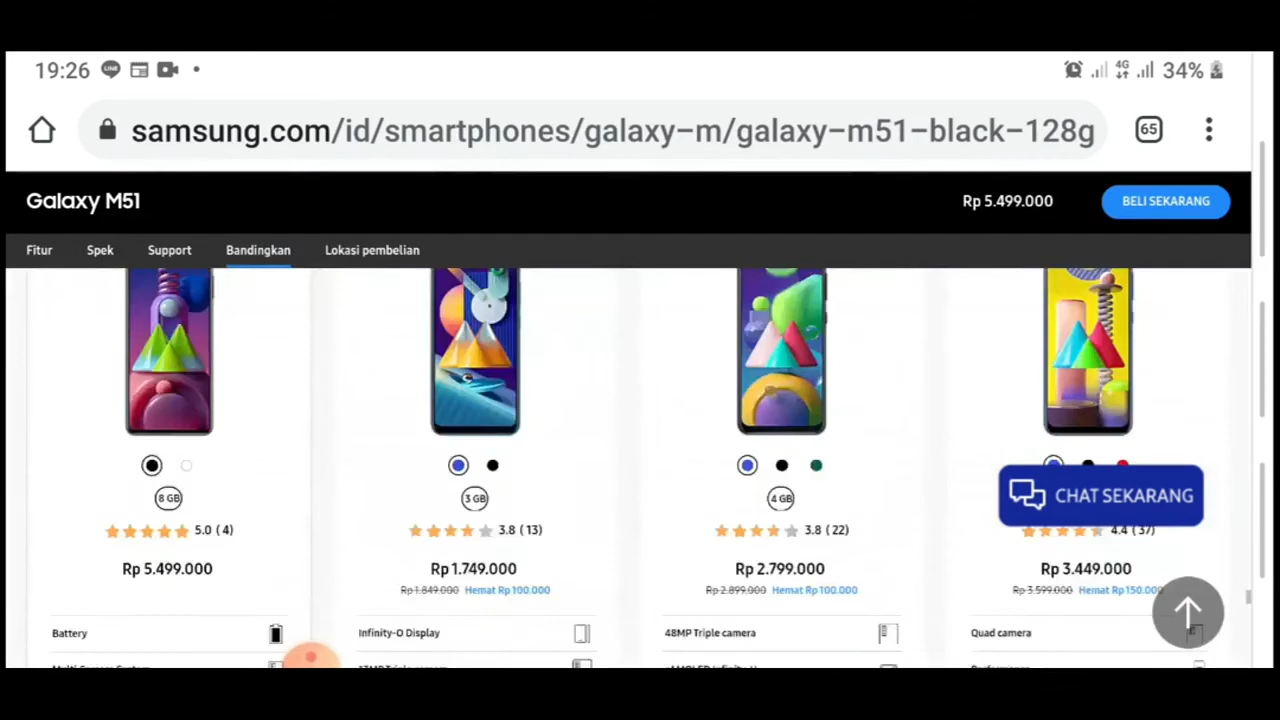 19:26 LINE 4G 34%
samsung.com/id/smartphones/galaxy-m/galaxy-m51-black-128g 65
Galaxy M51 Rp 5.499.000 BELI SEKARANG
Fitur Spek Support Bandingkan Lokasi pembelian
8 GB 3 GB 4 GB
CHAT SEKARANG
5.0 (4) 3.8 (13) 3.8 (22) 4.4 (37)
Rp 5.499.000 Rp 1.749.000 Rp 2.799.000 Rp 3.449.000
Rp 1.849.000 Hemat Rp 100.000 Rp 2.899.000 Hemat Rp 100.000 Rp 3.599.000 Hemat Rp 150.000
Battery Infinity-O Display 48MP Triple camera Quad camera